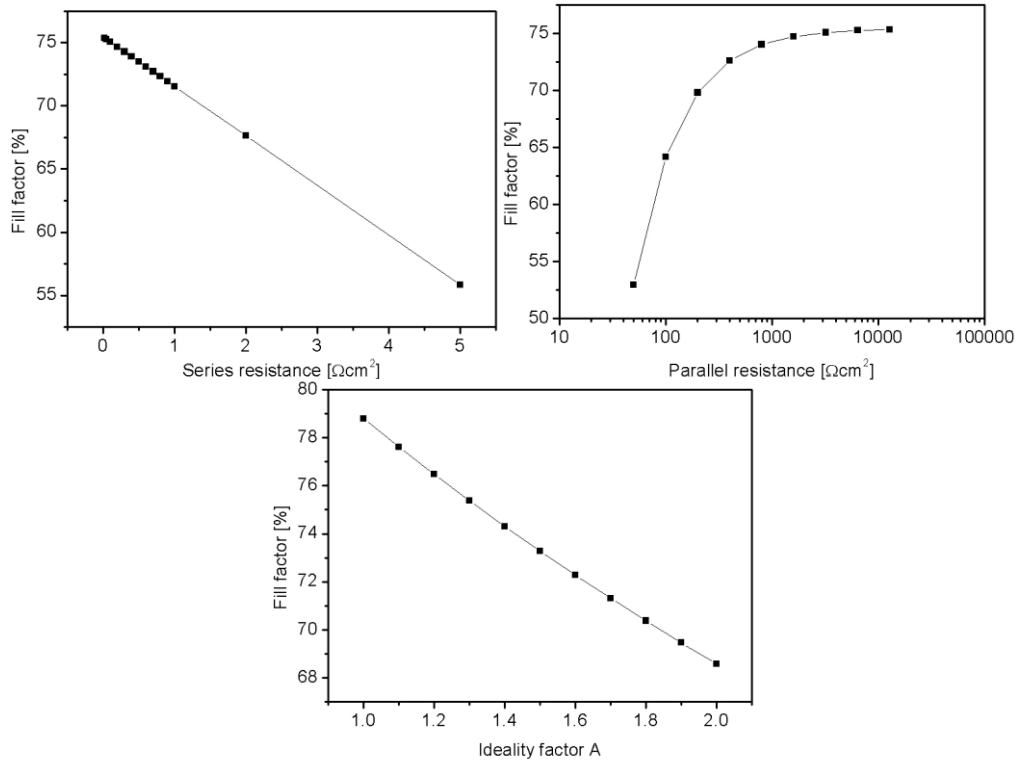 75
70
65
60
55
Fill factor [%]
0 1 2 3 4 5
Series resistance [Ωcm²]
75
70
65
60
55
50
Fill factor [%]
10 100 1000 10000 100000
Parallel resistance [Ωcm²]
80
78
76
74
72
70
68
Fill factor [%]
1.0 1.2 1.4 1.6 1.8 2.0
Ideality factor A